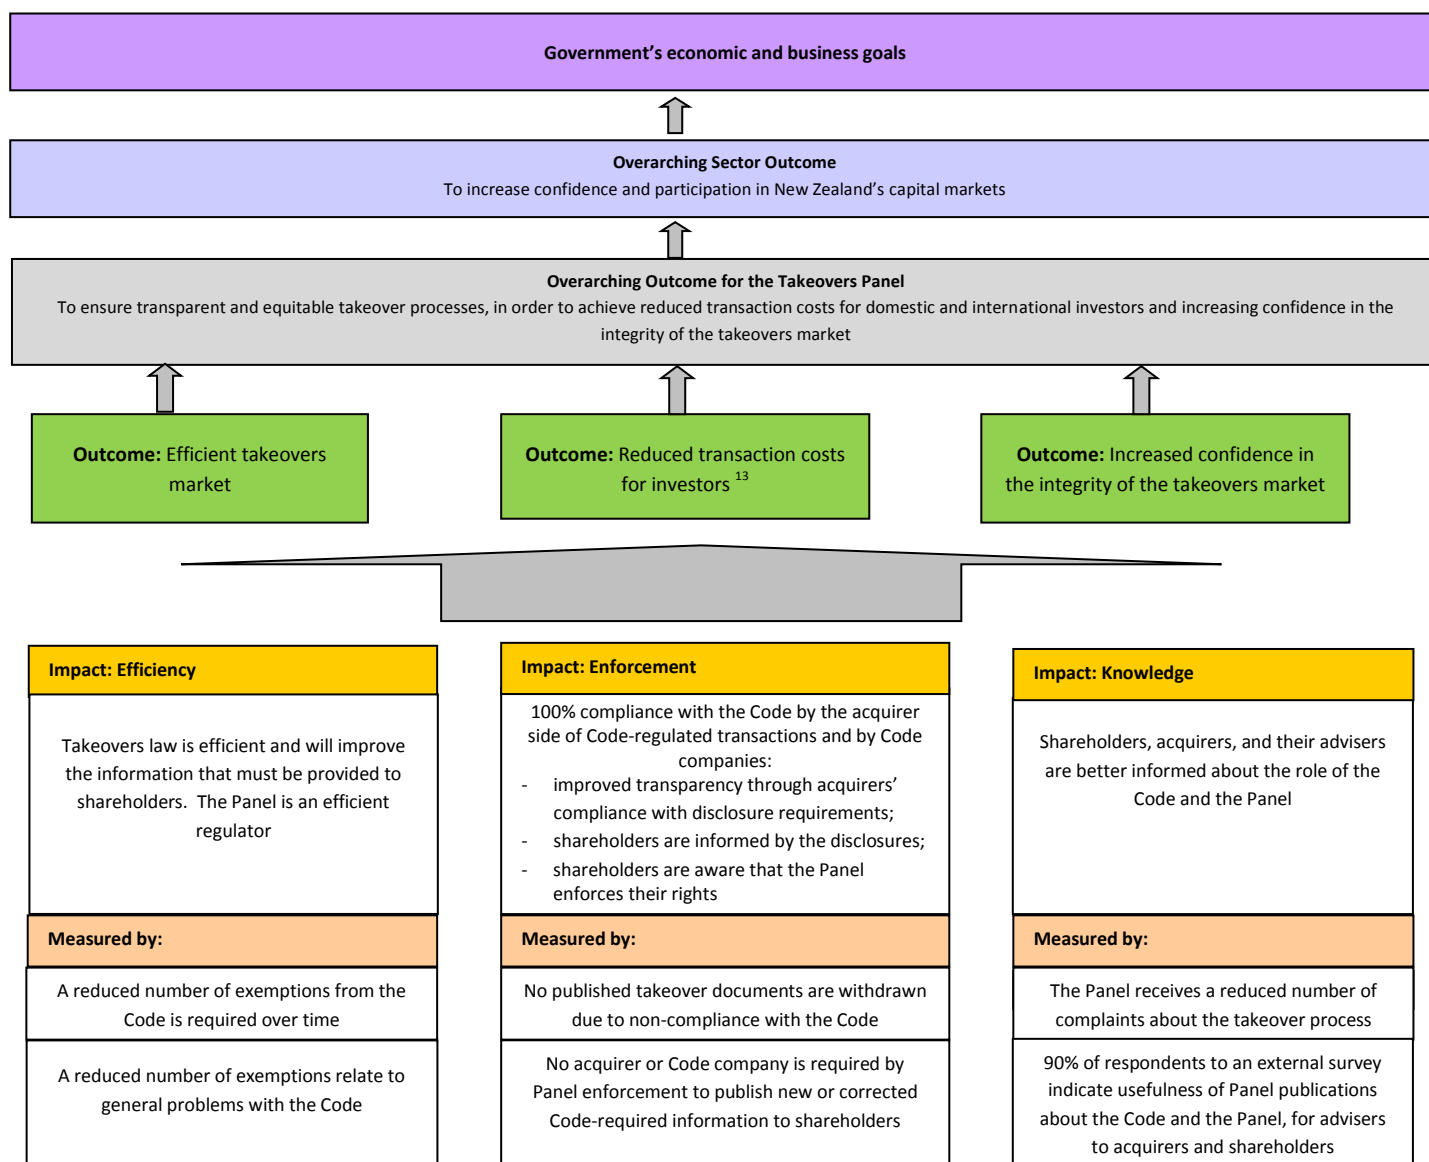 Government’s economic and business goals
Overarching Sector Outcome
To increase confidence and participation in New Zealand’s capital markets
Overarching Outcome for the Takeovers Panel
To ensure transparent and equitable takeover processes, in order to achieve reduced transaction costs for domestic and international investors and increasing confidence in the
integrity of the takeovers market
Outcome: Efficient takeovers
market
Outcome: Reduced transaction costs
for investors 13
Outcome: Increased confidence in
the integrity of the takeovers market
Impact: Efficiency
Takeovers law is efficient and will improve
the information that must be provided to
shareholders. The Panel is an efficient
regulator
Measured by:
A reduced number of exemptions from the
Code is required over time
A reduced number of exemptions relate to
general problems with the Code
Impact: Enforcement
100% compliance with the Code by the acquirer
side of Code-regulated transactions and by Code
companies:
- improved transparency through acquirers’
compliance with disclosure requirements;
- shareholders are informed by the disclosures;
- shareholders are aware that the Panel
enforces their rights
Measured by:
No published takeover documents are withdrawn
due to non-compliance with the Code
No acquirer or Code company is required by
Panel enforcement to publish new or corrected
Code-required information to shareholders
Impact: Knowledge
Shareholders, acquirers, and their advisers
are better informed about the role of the
Code and the Panel
Measured by:
The Panel receives a reduced number of
complaints about the takeover process
90% of respondents to an external survey
indicate usefulness of Panel publications
about the Code and the Panel, for advisers
to acquirers and shareholders